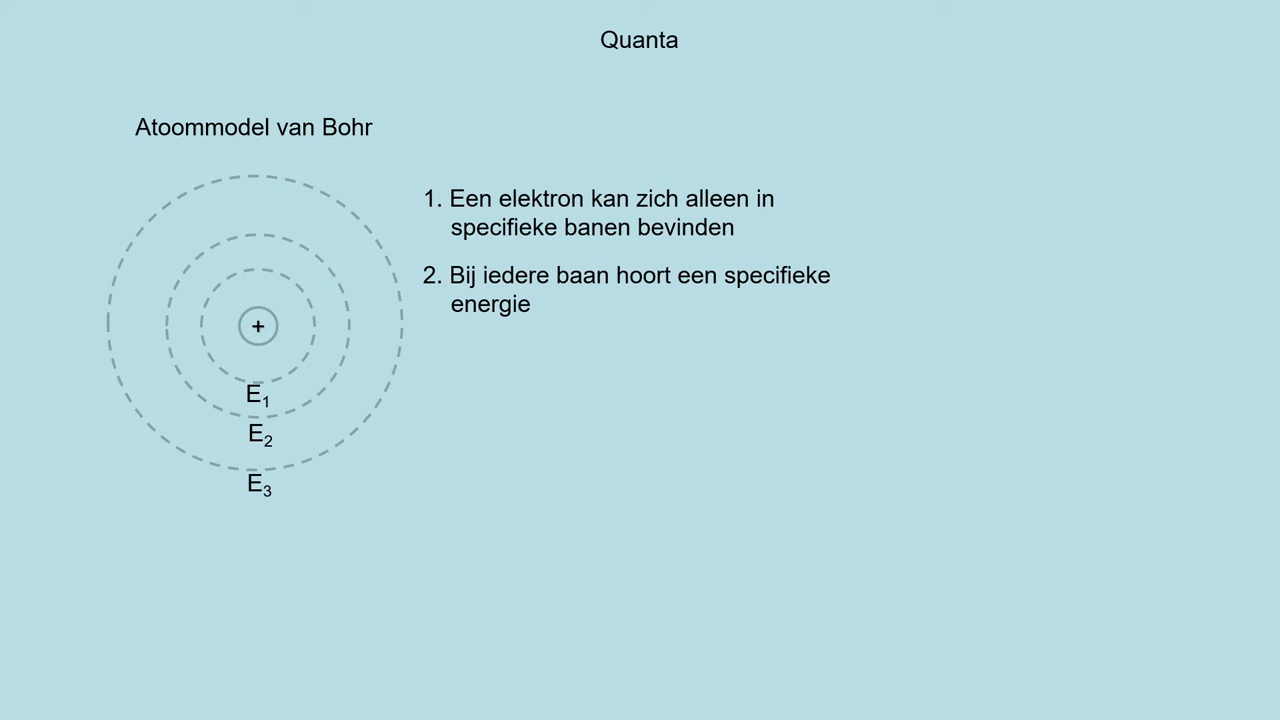 Quanta
Atoommodel van Bohr
1. Een elektron kan zich alleen in
specifieke banen bevinden
2. Bij iedere baan hoort een specifieke
energie
+
E₁
E₂
E₃